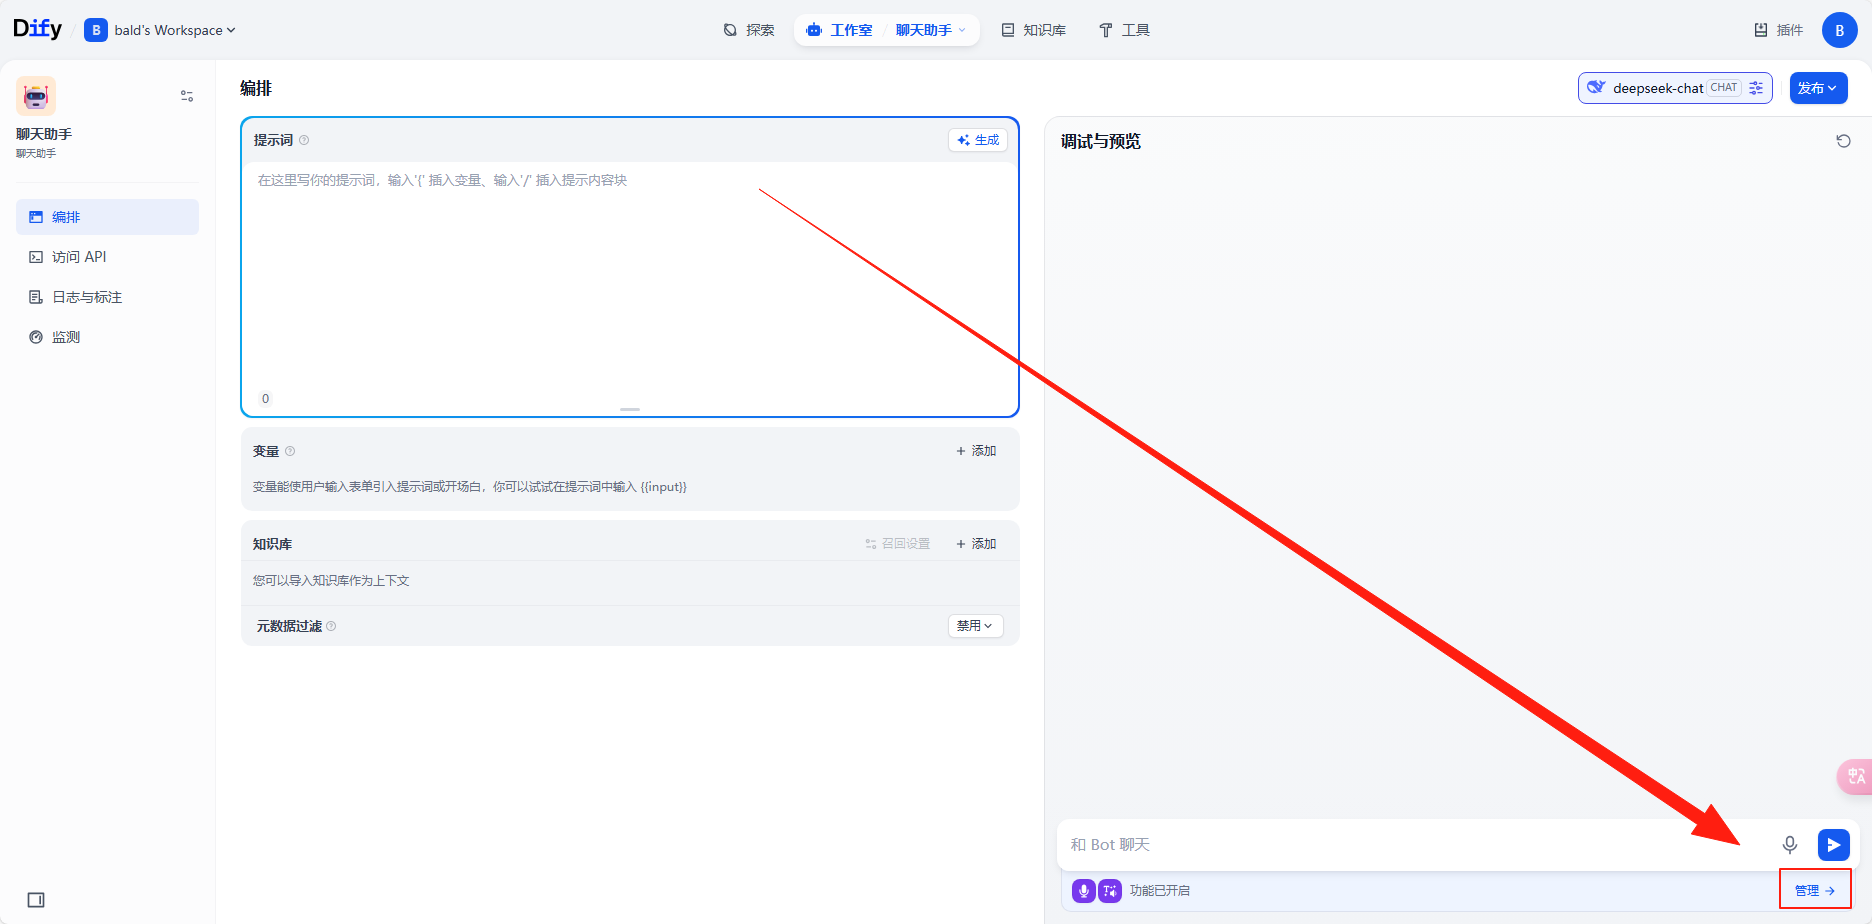 Dify / B bald's Workspace
探索
工作室 / 聊天助手
知识库
工具
插件
B
聊天助手
聊天助手
编排
访问 API
日志与标注
监测
编排
deepseek-chat CHAT
发布
提示词
生成
在这里写你的提示词，输入'{' 插入变量、输入'/' 插入提示内容块
0
变量
+ 添加
变量能使用户输入表单引入提示词或开场白，你可以试试在提示词中输入 {{input}}
知识库
召回设置
+ 添加
您可以导入知识库作为上下文
元数据过滤
禁用
调试与预览
中A
和 Bot 聊天
功能已开启
管理 →